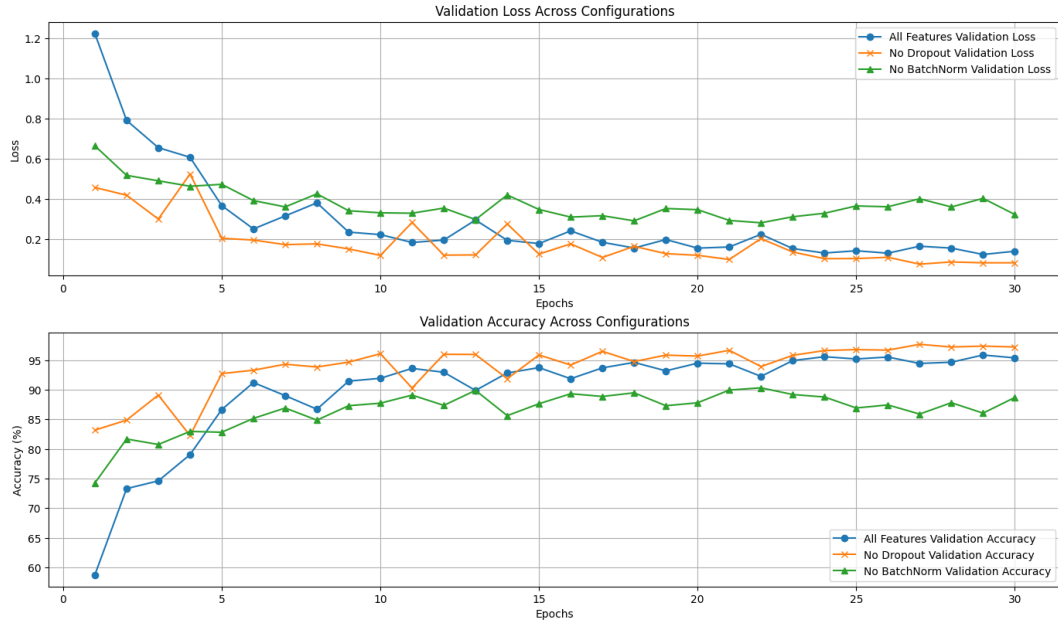 Validation Loss Across Configurations
1.2
1.0
0.8
0.6
0.4
0.2
Loss
All Features Validation Loss
No Dropout Validation Loss
No BatchNorm Validation Loss
0 5 10 15 20 25 30
Epochs
Validation Accuracy Across Configurations
95
90
85
80
75
70
65
60
Accuracy (%)
All Features Validation Accuracy
No Dropout Validation Accuracy
No BatchNorm Validation Accuracy
0 5 10 15 20 25 30
Epochs